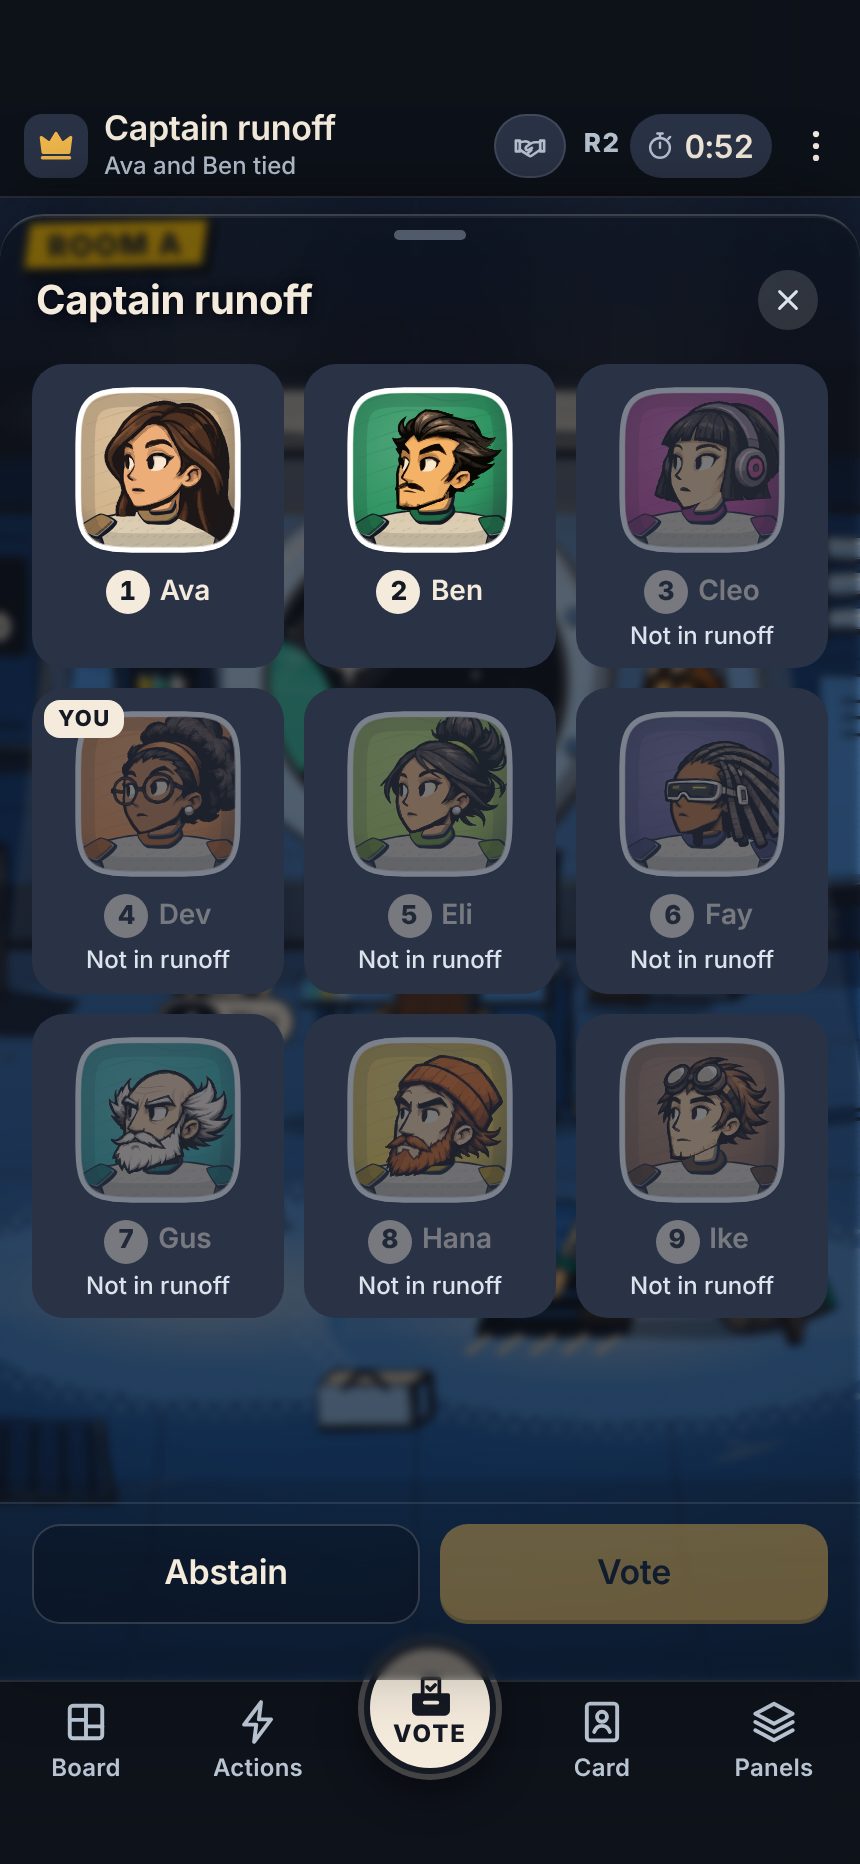 Captain runoff
Ava and Ben tied
R2
0:52
ROOM A
Captain runoff
1 Ava
2 Ben
3 Cleo
Not in runoff
YOU
4 Dev
Not in runoff
5 Eli
Not in runoff
6 Fay
Not in runoff
7 Gus
Not in runoff
8 Hana
Not in runoff
9 Ike
Not in runoff
Abstain
Vote
VOTE
Board
Actions
Card
Panels